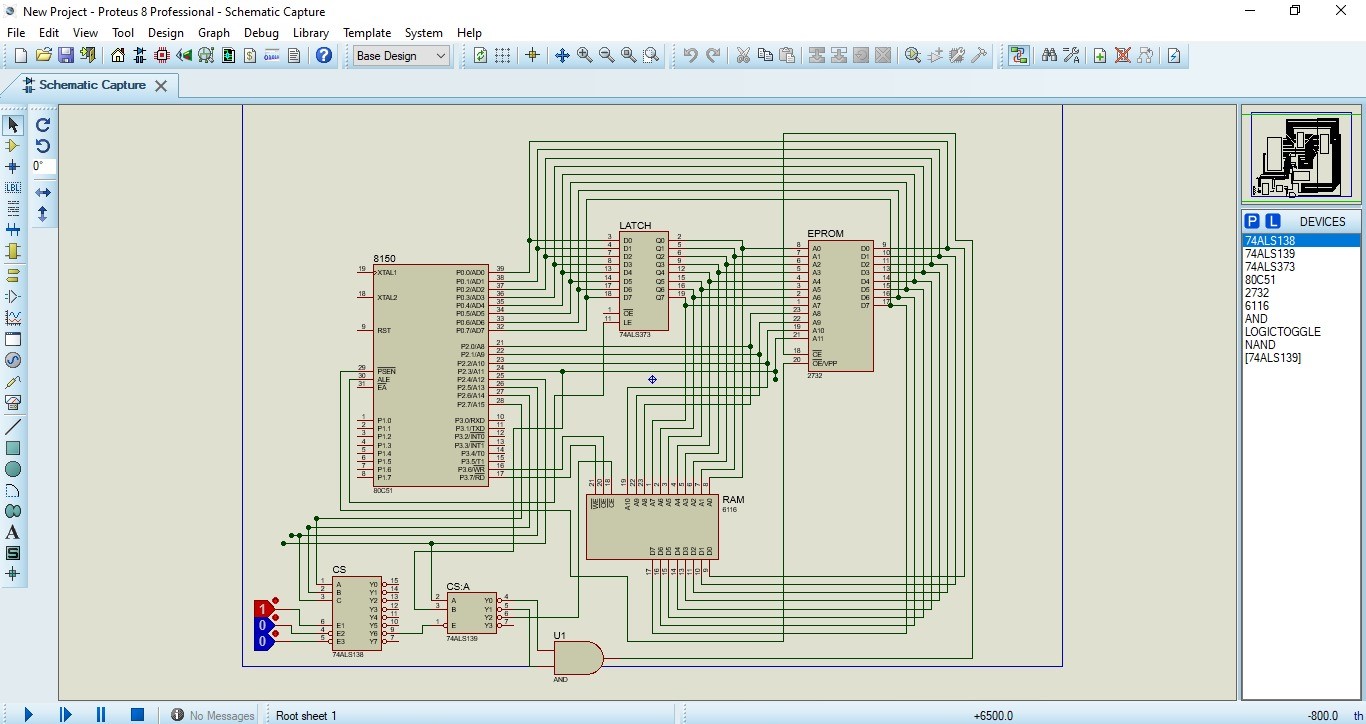 New Project - Proteus 8 Professional - Schematic Capture
File Edit View Tool Design Graph Debug Library Template System Help
Base Design
Schematic Capture
0°
LBL
A
S
P L DEVICES
74ALS138
74ALS139
74ALS373
80C51
2732
6116
AND
LOGICTOGGLE
NAND
[74ALS139]
8150
19 XTAL1
18 XTAL2
9 RST
29 PSEN
30 ALE
31 EA
1 P1.0
2 P1.1
3 P1.2
4 P1.3
5 P1.4
6 P1.5
7 P1.6
8 P1.7
P0.0/AD0 39
P0.1/AD1 38
P0.2/AD2 37
P0.3/AD3 36
P0.4/AD4 35
P0.5/AD5 34
P0.6/AD6 33
P0.7/AD7 32
P2.0/A8 21
P2.1/A9 22
P2.2/A10 23
P2.3/A11 24
P2.4/A12 25
P2.5/A13 26
P2.6/A14 27
P2.7/A15 28
P3.0/RXD 10
P3.1/TXD 11
P3.2/INT0 12
P3.3/INT1 13
P3.4/T0 14
P3.5/T1 15
P3.6/WR 16
P3.7/RD 17
80C51
LATCH
3 D0 Q0 2
4 D1 Q1 5
7 D2 Q2 6
8 D3 Q3 9
13 D4 Q4 12
14 D5 Q5 15
17 D6 Q6 16
18 D7 Q7 19
1 OE
11 LE
74ALS373
EPROM
8 A0 D0 9
7 A1 D1 10
6 A2 D2 11
5 A3 D3 13
4 A4 D4 14
3 A5 D5 15
2 A6 D6 16
1 A7 D7 17
23 A8
22 A9
19 A10
21 A11
18 CE
20 OE/VPP
2732
RAM
6116
21 20 18 19 22 23 1 2 3 4 5 6 7 8
WE OE CE A10 A9 A8 A7 A6 A5 A4 A3 A2 A1 A0
D7 D6 D5 D4 D3 D2 D1 D0
17 16 15 14 13 11 10 9
CS
1 A Y0 15
2 B Y1 14
3 C Y2 13
Y3 12
Y4 11
6 E1 Y5 10
4 E2 Y6 9
5 E3 Y7 7
74ALS138
1
0
0
CS:A
2 A Y0 4
3 B Y1 5
Y2 6
1 E Y3 7
74ALS139
U1
AND
No Messages Root sheet 1 +6500.0 -800.0 th